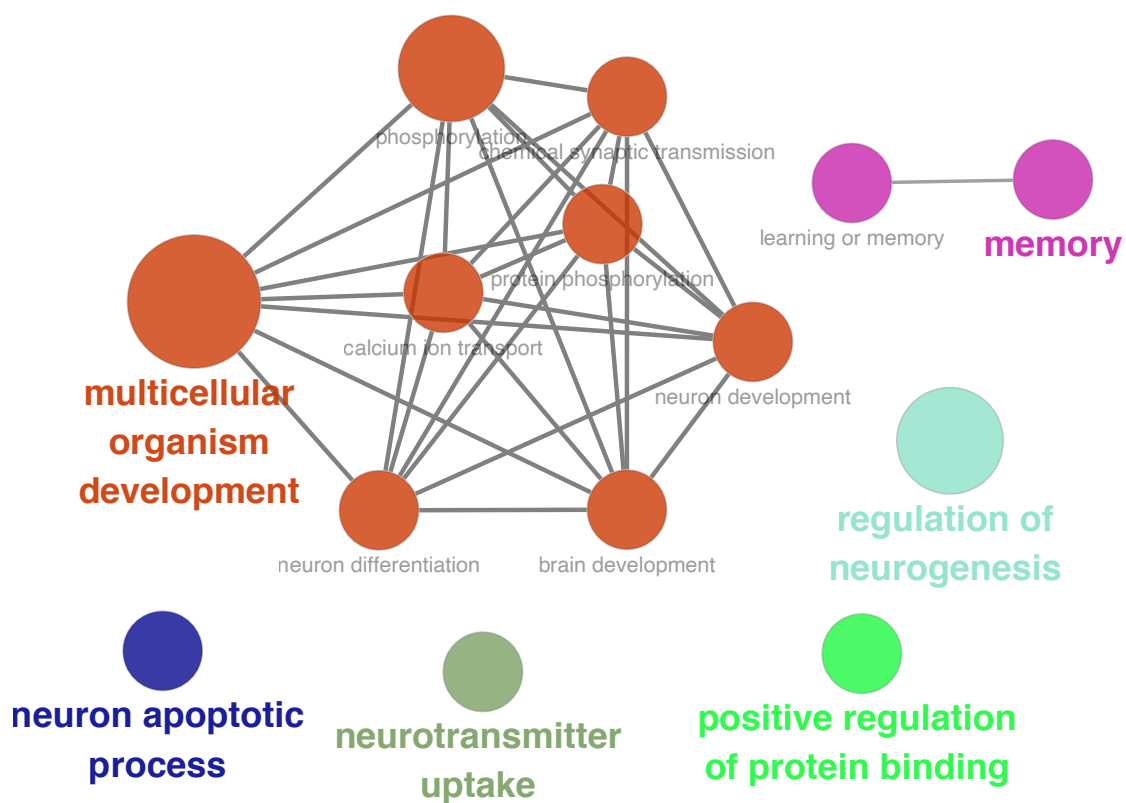 phosphorylation
chemical synaptic transmission
learning or memory
memory
protein phosphorylation
calcium ion transport
multicellular
organism
development
neuron development
regulation of
neurogenesis
neuron differentiation
brain development
neuron apoptotic
process
neurotransmitter
uptake
positive regulation
of protein binding